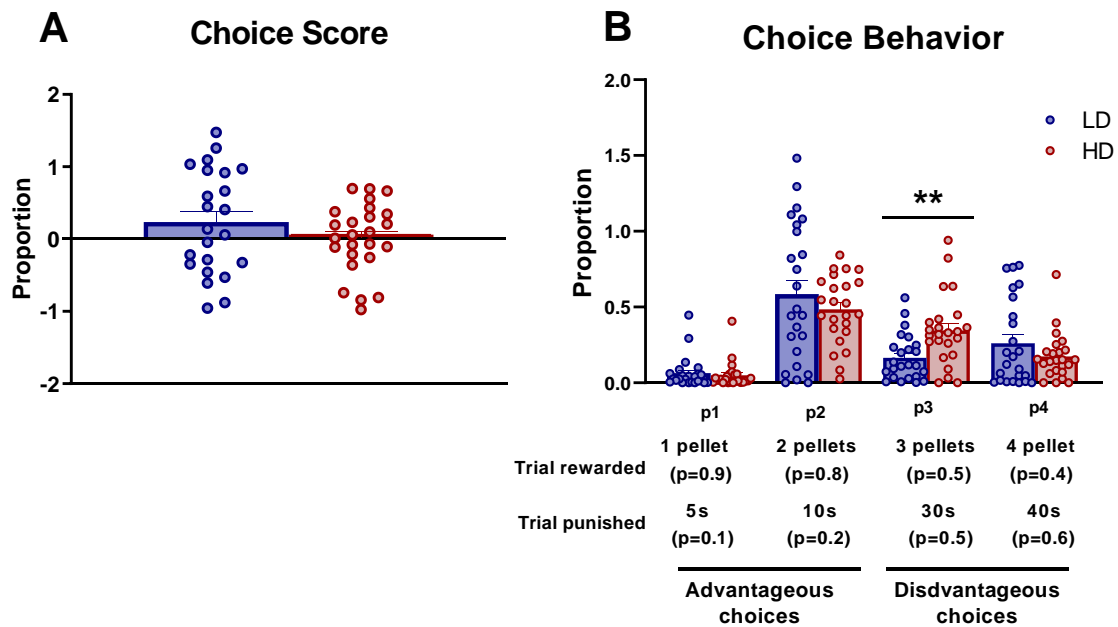 A
Choice Score
Proportion
2
1
0
-1
-2
B
Choice Behavior
Proportion
2.0
1.5
1.0
0.5
0.0
LD
HD
**
p1 p2 p3 p4
1 pellet 2 pellets 3 pellets 4 pellet
Trial rewarded
(p=0.9) (p=0.8) (p=0.5) (p=0.4)
5s 10s 30s 40s
Trial punished
(p=0.1) (p=0.2) (p=0.5) (p=0.6)
Advantageous Disdvantageous
choices choices